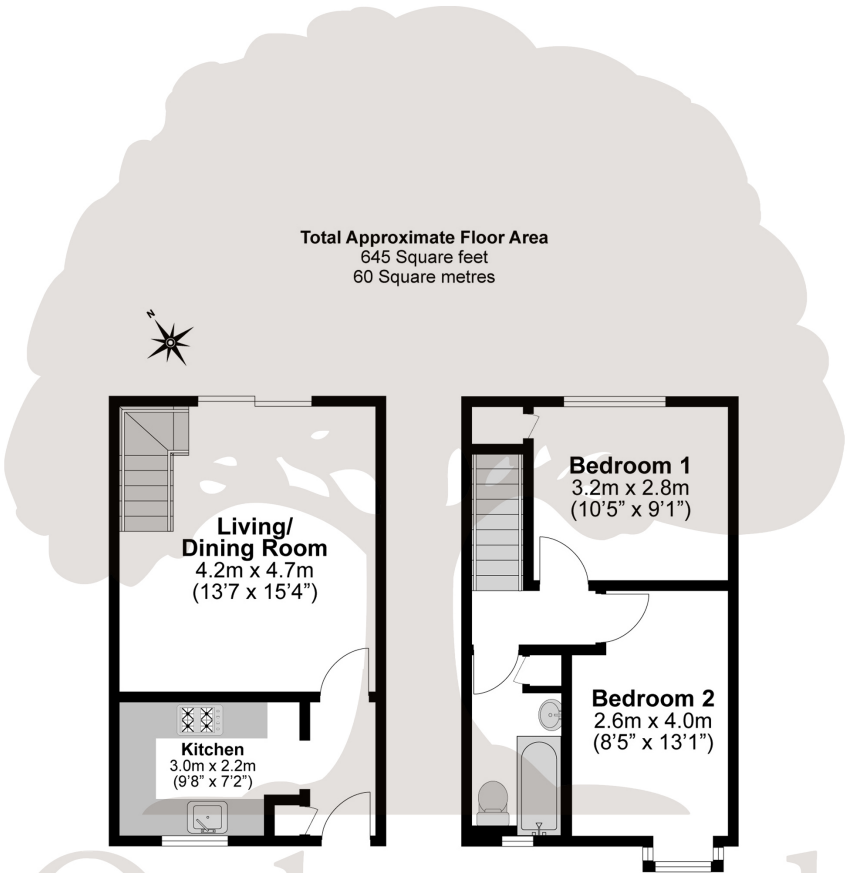 Total Approximate Floor Area
645 Square feet
60 Square metres
N
Living/
Dining Room
4.2m x 4.7m
(13'7 x 15'4")
Kitchen
3.0m x 2.2m
(9'8" x 7'2")
Bedroom 1
3.2m x 2.8m
(10'5" x 9'1")
Bedroom 2
2.6m x 4.0m
(8'5" x 13'1")